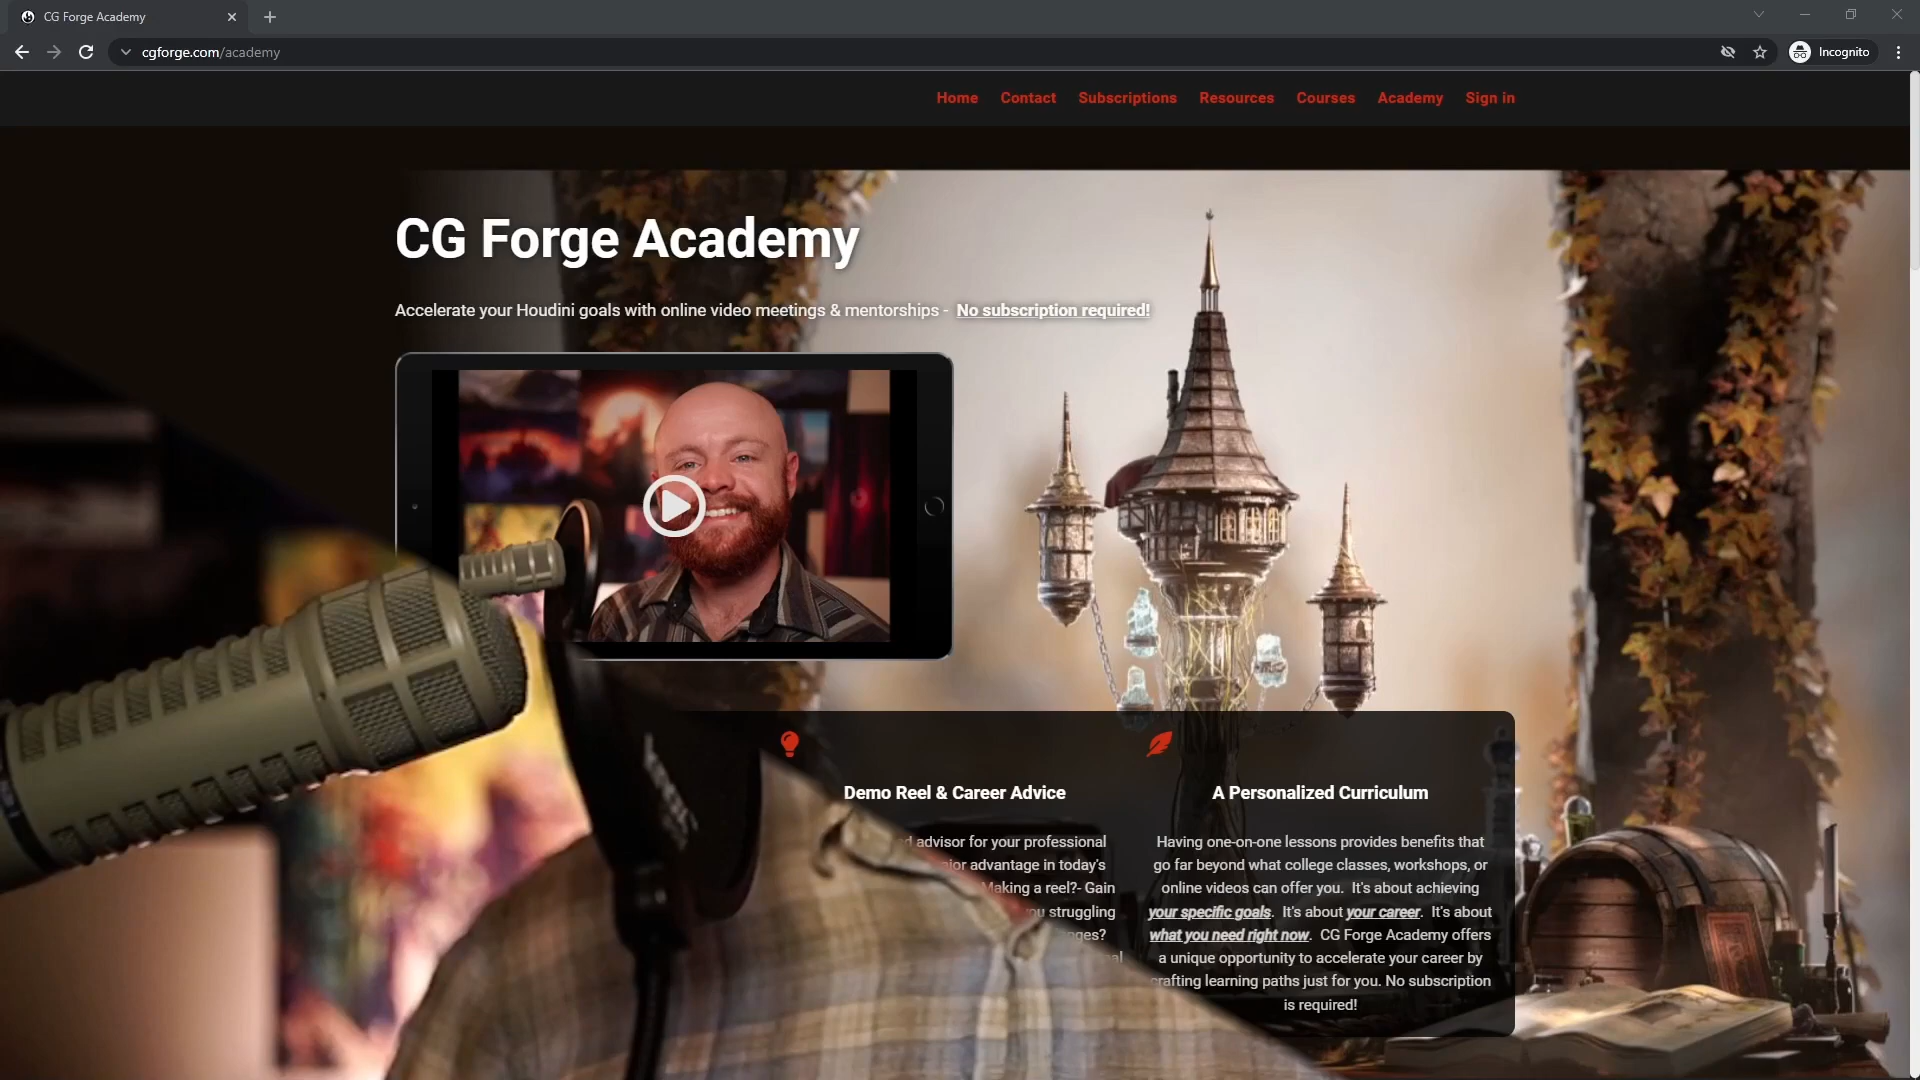 CG Forge Academy
cgforge.com/academy
Incognito
Home Contact Subscriptions Resources Courses Academy Sign in
CG Forge Academy
Accelerate your Houdini goals with online video meetings & mentorships - No subscription required!
Demo Reel & Career Advice
advisor for your professional
advantage in today's
Making a reel?- Gain
struggling
A Personalized Curriculum
Having one-on-one lessons provides benefits that
go far beyond what college classes, workshops, or
online videos can offer you. It's about achieving
your specific goals. It's about your career. It's about
what you need right now. CG Forge Academy offers
a unique opportunity to accelerate your career by
crafting learning paths just for you. No subscription
is required!